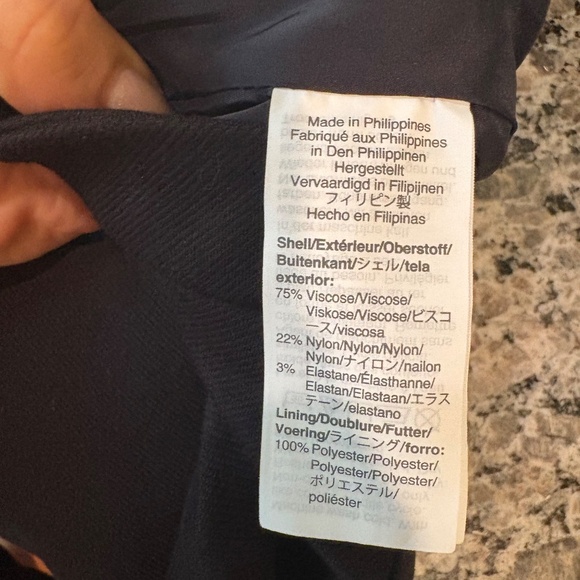 Made in Philippines
Fabriqué aux Philippines
in Den Philippinen
Hergestellt
Vervaardigd in Filipijnen
フィリピン製
Hecho en Filipinas
Shell/Extérieur/Oberstoff/
Buitenkant/シェル/tela
exterior:
75% Viscose/Viscose/
Viskose/Viscose/ビスコ
ース/viscosa
22% Nylon/Nylon/Nylon/
Nylon/ナイロン/nailon
3% Elastane/Élasthanne/
Elastan/Elastaan/エラス
テーン/elastano
Lining/Doublure/Futter/
Voering/ライニング/forro:
100% Polyester/Polyester/
Polyester/Polyester/
ポリエステル/
poliéster